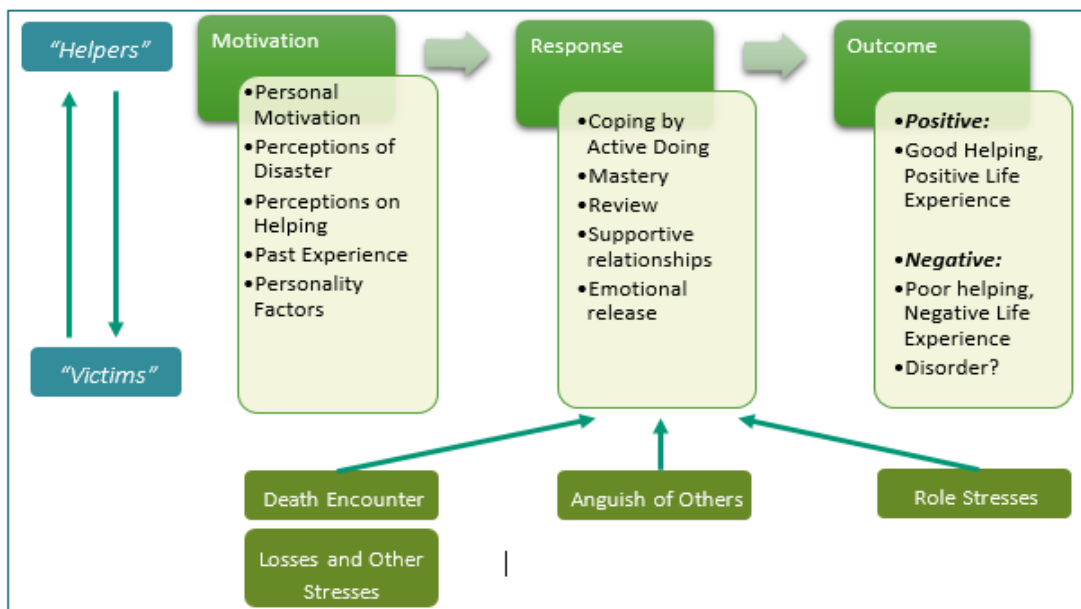 “Helpers”
“Victims”
Motivation
•Personal
Motivation
•Perceptions of
Disaster
•Perceptions on
Helping
•Past Experience
•Personality
Factors
Response
•Coping by
Active Doing
•Mastery
•Review
•Supportive
relationships
•Emotional
release
Outcome
•Positive:
•Good Helping,
Positive Life
Experience
•Negative:
•Poor helping,
Negative Life
Experience
•Disorder?
Death Encounter
Anguish of Others
Role Stresses
Losses and Other
Stresses